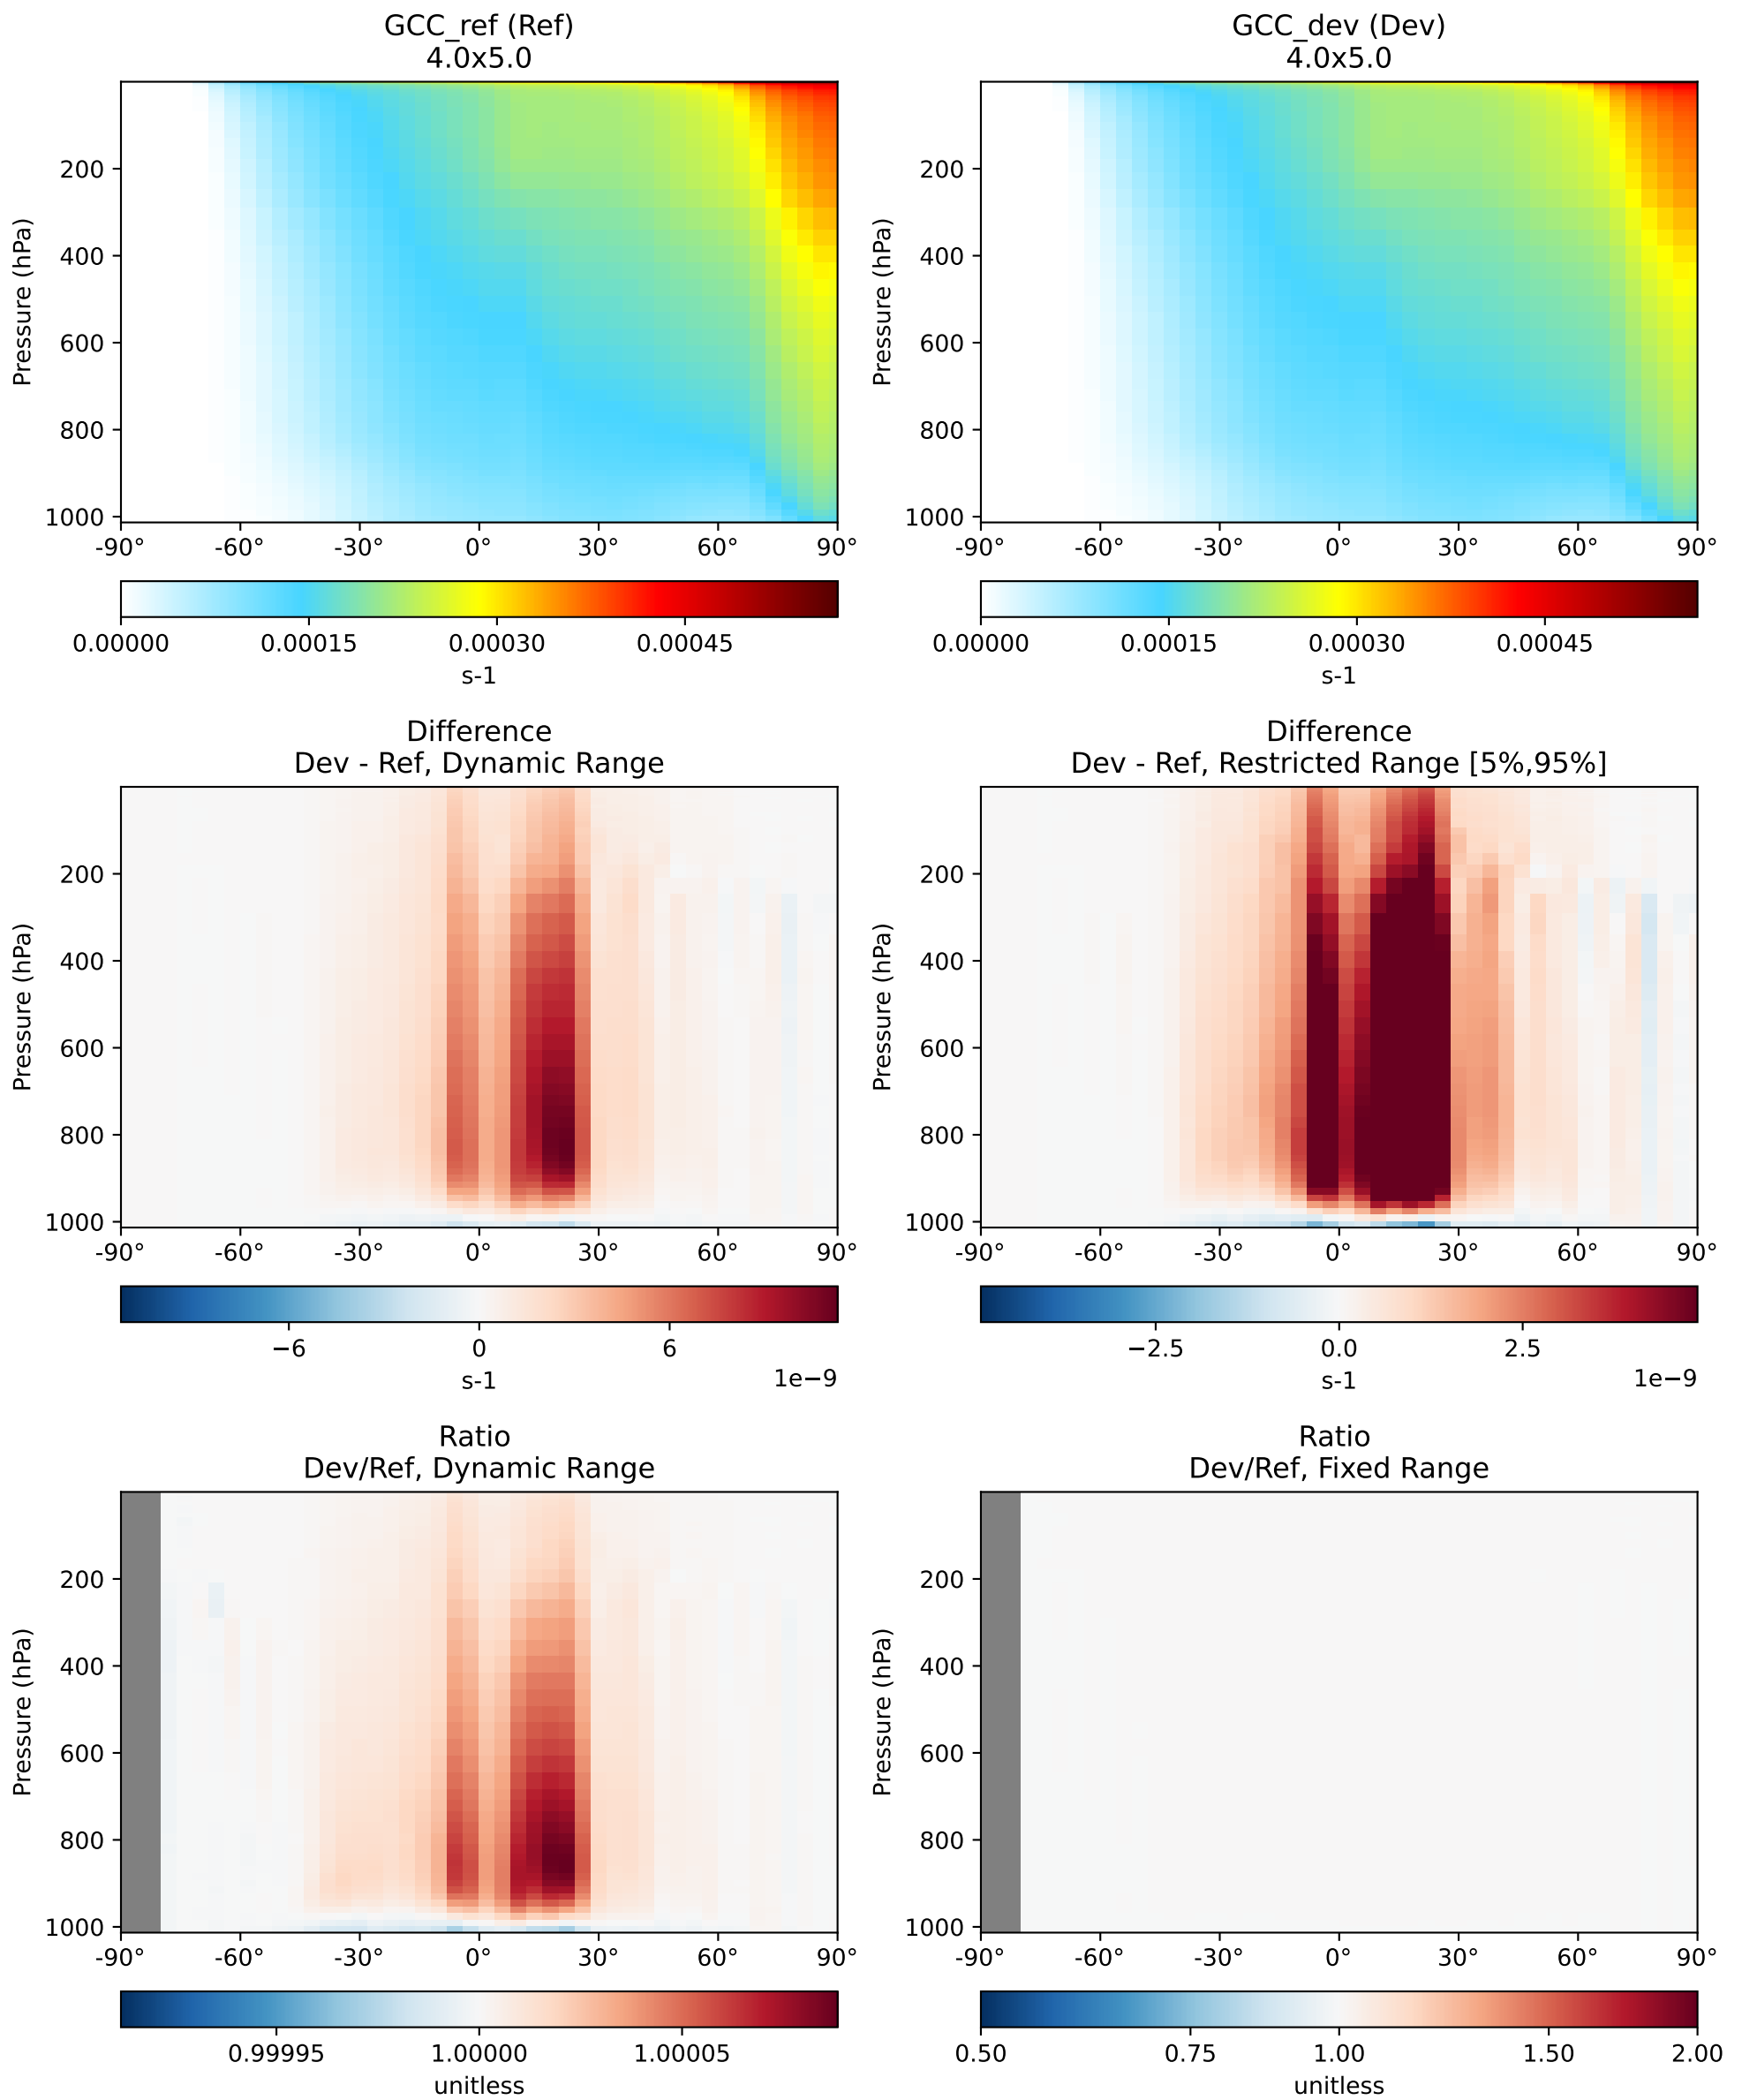 GCC_ref (Ref)
4.0x5.0
Pressure (hPa)
200
400
600
800
1000
-90° -60° -30° 0° 30° 60° 90°
0.00000 0.00015 0.00030 0.00045
s-1
GCC_dev (Dev)
4.0x5.0
Pressure (hPa)
200
400
600
800
1000
-90° -60° -30° 0° 30° 60° 90°
0.00000 0.00015 0.00030 0.00045
s-1
Difference
Dev - Ref, Dynamic Range
Pressure (hPa)
200
400
600
800
1000
-90° -60° -30° 0° 30° 60° 90°
−6 0 6
s-1 1e−9
Difference
Dev - Ref, Restricted Range [5%,95%]
Pressure (hPa)
200
400
600
800
1000
-90° -60° -30° 0° 30° 60° 90°
−2.5 0.0 2.5
s-1 1e−9
Ratio
Dev/Ref, Dynamic Range
Pressure (hPa)
200
400
600
800
1000
-90° -60° -30° 0° 30° 60° 90°
0.99995 1.00000 1.00005
unitless
Ratio
Dev/Ref, Fixed Range
Pressure (hPa)
200
400
600
800
1000
-90° -60° -30° 0° 30° 60° 90°
0.50 0.75 1.00 1.50 2.00
unitless